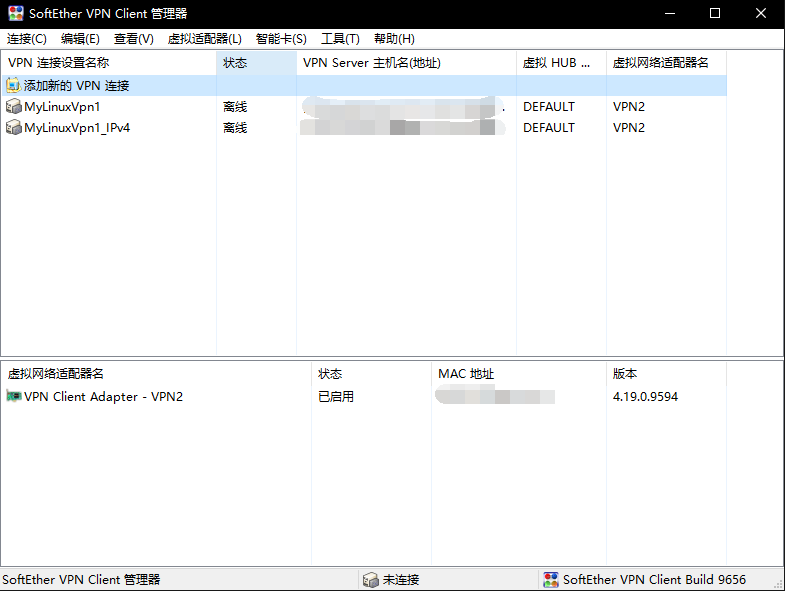 SoftEther VPN Client 管理器
连接(C) 编辑(E) 查看(V) 虚拟适配器(L) 智能卡(S) 工具(T) 帮助(H)
VPN 连接设置名称 状态 VPN Server 主机名(地址) 虚拟 HUB ... 虚拟网络适配器名
添加新的 VPN 连接
MyLinuxVpn1 离线 DEFAULT VPN2
MyLinuxVpn1_IPv4 离线 DEFAULT VPN2
虚拟网络适配器名 状态 MAC 地址 版本
VPN Client Adapter - VPN2 已启用 4.19.0.9594
SoftEther VPN Client 管理器 未连接 SoftEther VPN Client Build 9656